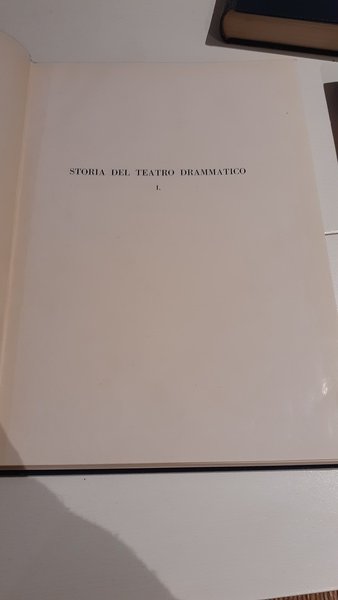 STORIA DEL TEATRO DRAMMATICO
I.